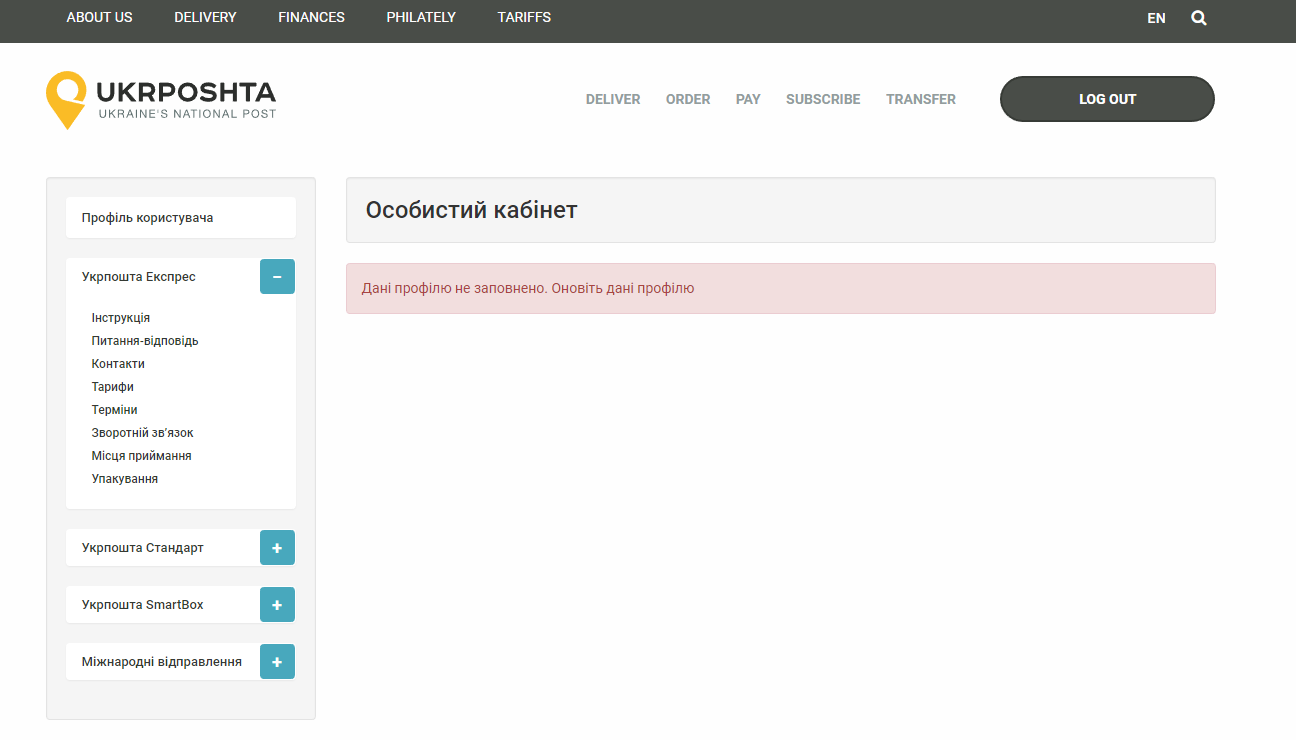 ABOUT US DELIVERY FINANCES PHILATELY TARIFFS EN
UKRPOSHTA
UKRAINE'S NATIONAL POST
DELIVER ORDER PAY SUBSCRIBE TRANSFER LOG OUT
Профіль користувача
Укрпошта Експрес
Інструкція
Питання-відповідь
Контакти
Тарифи
Терміни
Зворотній зв’язок
Місця приймання
Упакування
Укрпошта Стандарт
Укрпошта SmartBox
Міжнародні відправлення
Особистий кабінет
Дані профілю не заповнено. Оновіть дані профілю